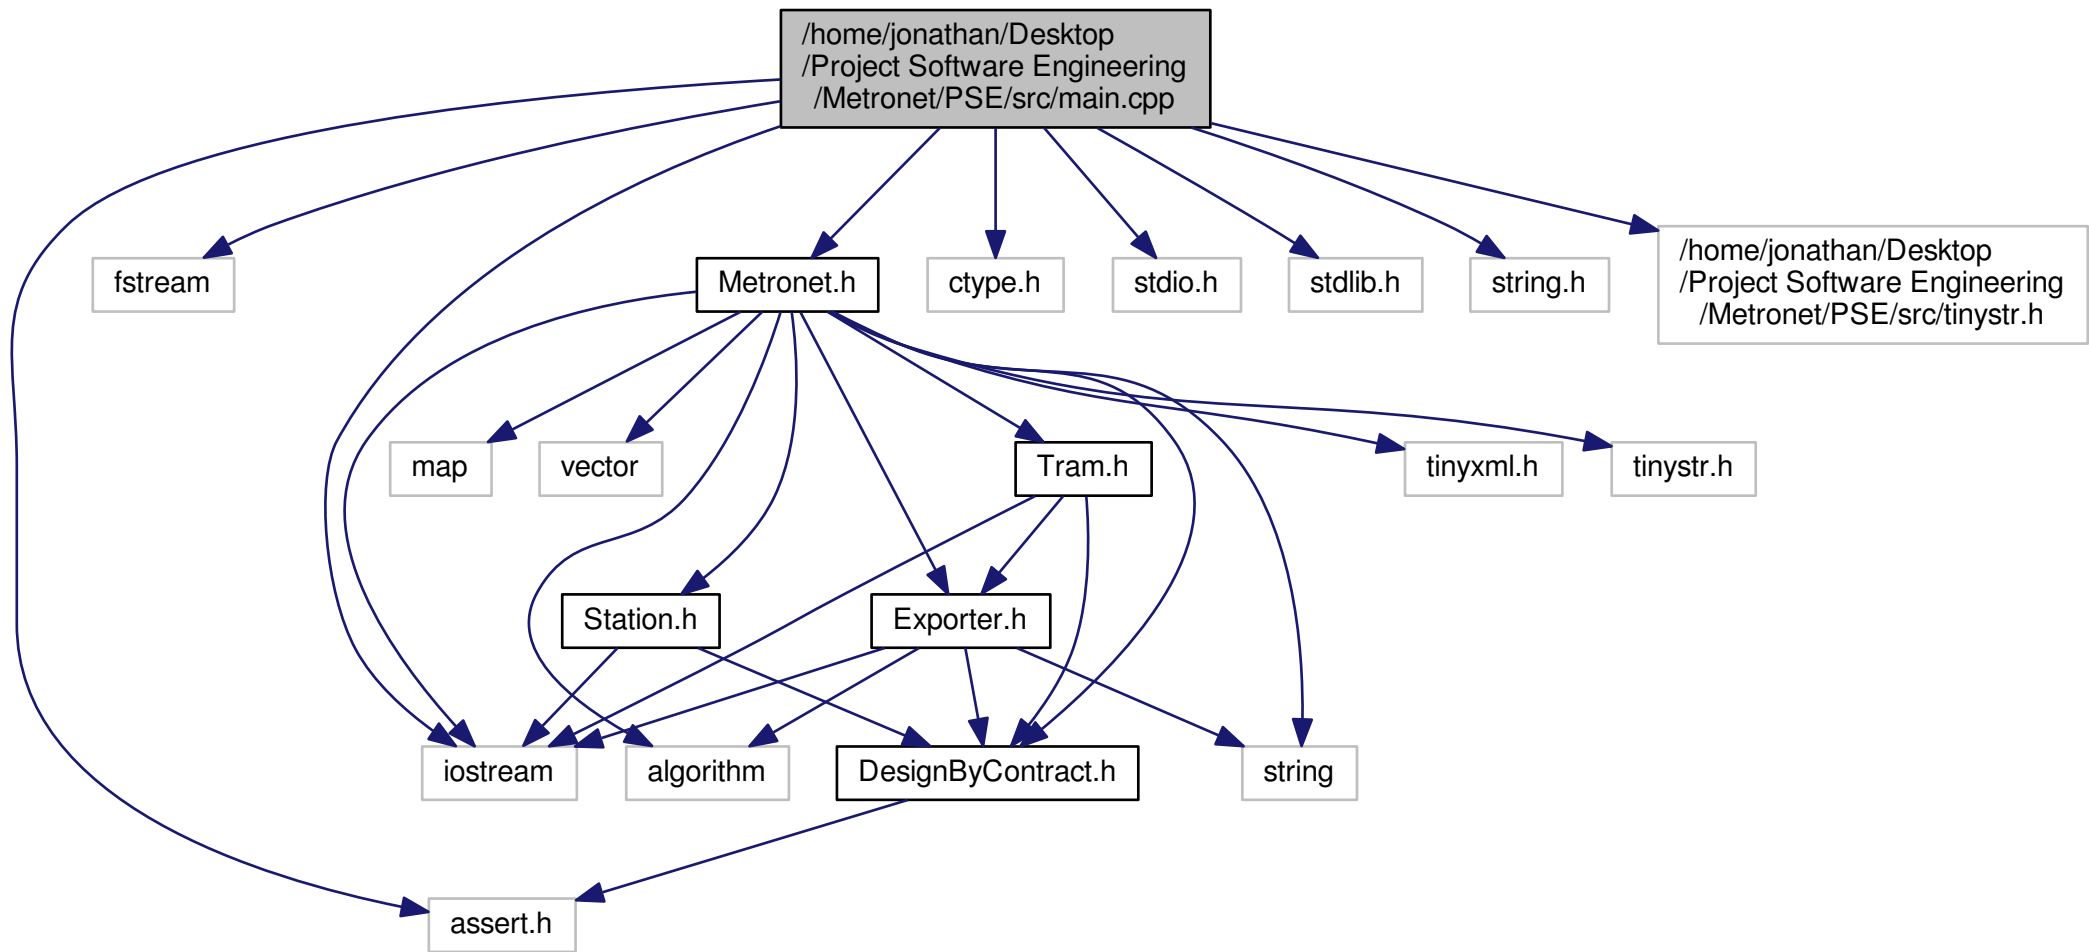 /home/jonathan/Desktop
/Project Software Engineering
/Metronet/PSE/src/main.cpp
fstream
Metronet.h
ctype.h
stdio.h
stdlib.h
string.h
/home/jonathan/Desktop
/Project Software Engineering
/Metronet/PSE/src/tinystr.h
map
vector
Tram.h
tinyxml.h
tinystr.h
Station.h
Exporter.h
iostream
algorithm
DesignByContract.h
string
assert.h